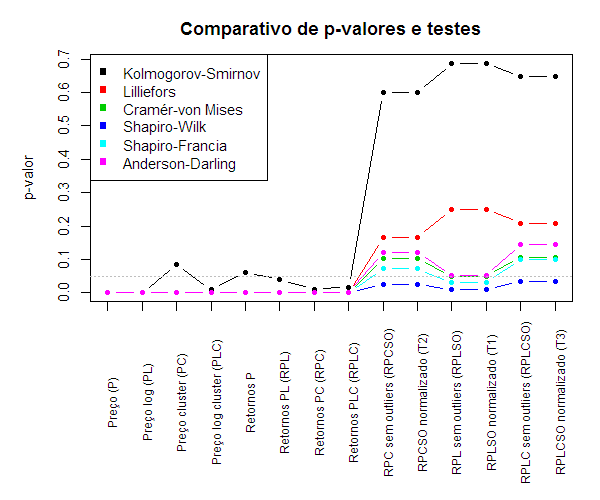 Comparativo de p-valores e testes
Kolmogorov-Smirnov
Lilliefors
Cramér-von Mises
Shapiro-Wilk
Shapiro-Francia
Anderson-Darling
p-valor
0.7
0.6
0.5
0.4
0.3
0.2
0.1
0.0
Preço (P)
Preço log (PL)
Preço cluster (PC)
Preço log cluster (PLC)
Retornos P
Retornos PL (RPL)
Retornos PC (RPC)
Retornos PLC (RPLC)
RPC sem outliers (RPCSO)
RPCSO normalizado (T2)
RPL sem outliers (RPLSO)
RPLSO normalizado (T1)
RPLC sem outliers (RPLCSO)
RPLCSO normalizado (T3)